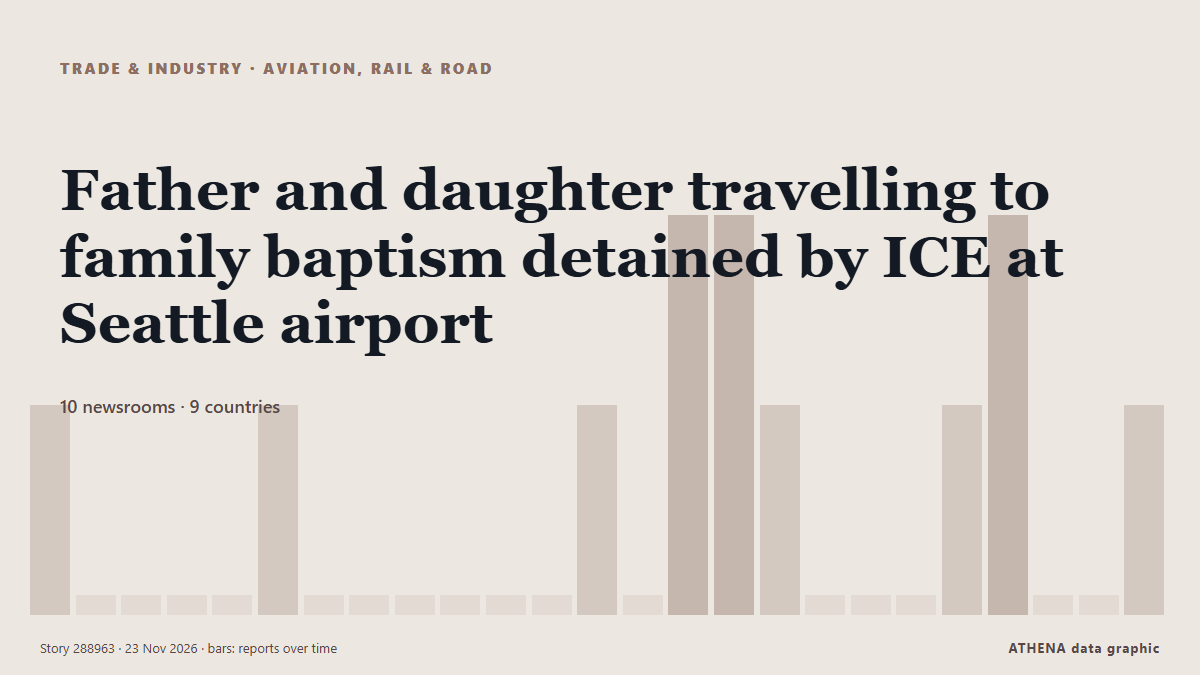 TRADE & INDUSTRY · AVIATION, RAIL & ROAD
Father and daughter travelling to
family baptism detained by ICE at
Seattle airport
10 newsrooms · 9 countries
Story 288963 · 23 Nov 2026 · bars: reports over time
ATHENA data graphic